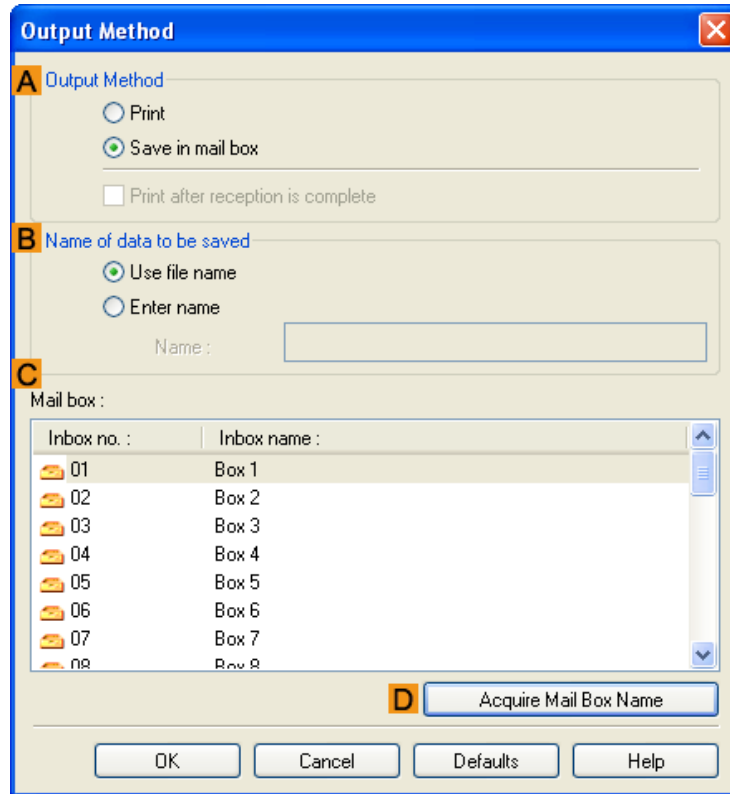 Output Method
A Output Method
Print
Save in mail box
Print after reception is complete
B Name of data to be saved
Use file name
Enter name
Name :
C
Mail box :
Inbox no. : Inbox name :
01 Box 1
02 Box 2
03 Box 3
04 Box 4
05 Box 5
06 Box 6
07 Box 7
08 Box 8
D Acquire Mail Box Name
OK Cancel Defaults Help